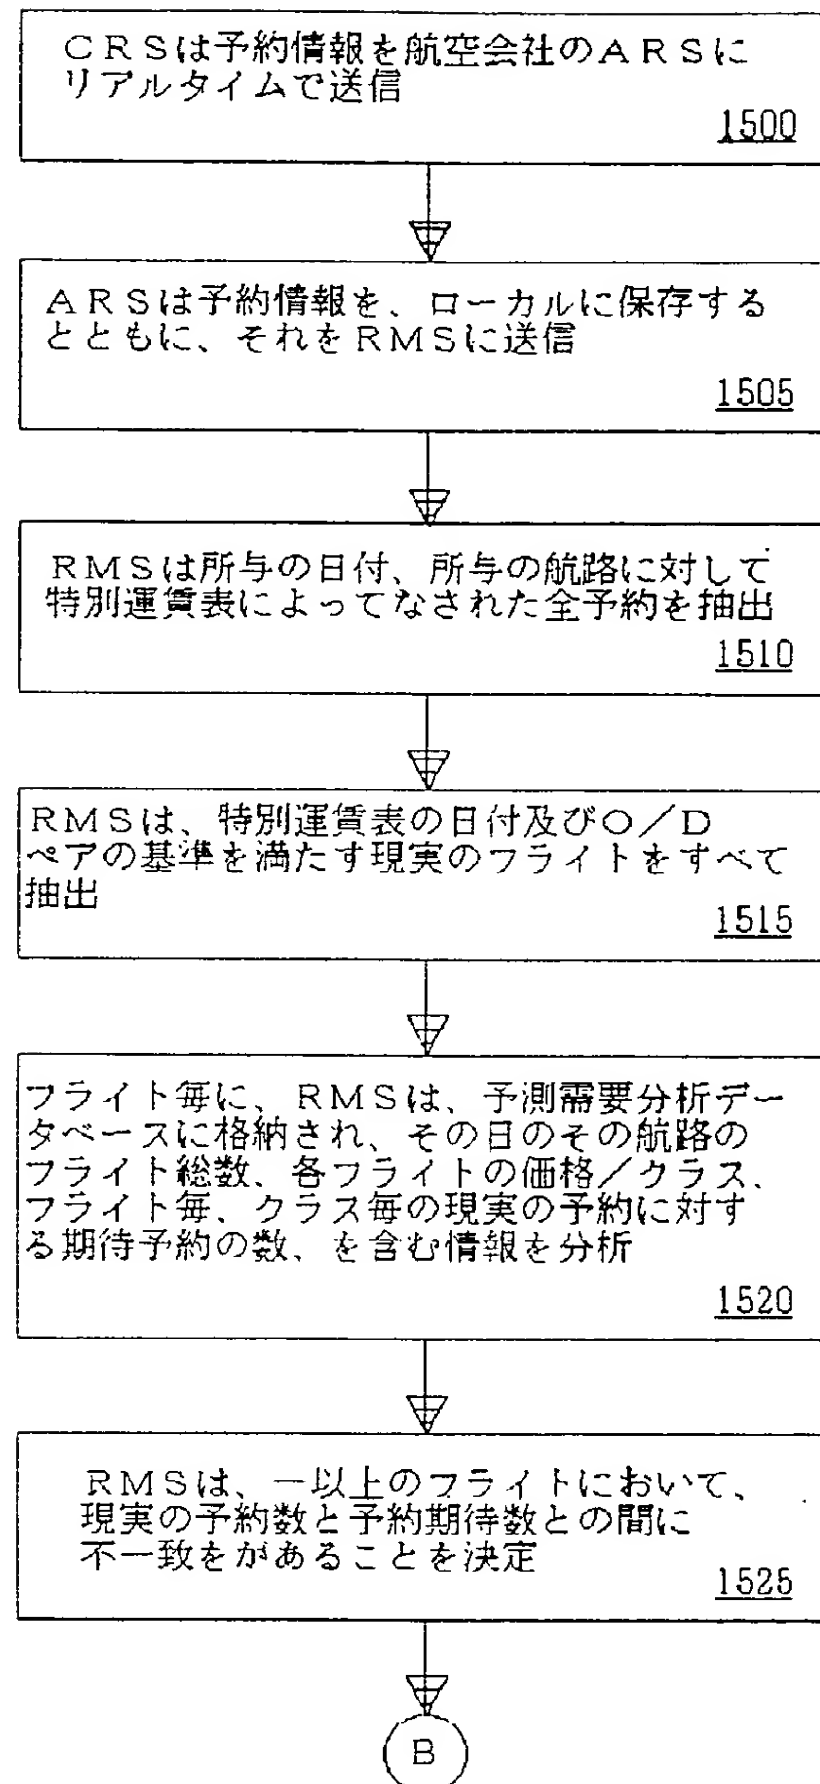 CRSは予約情報を航空会社のARSに
リアルタイムで送信
1500
ARSは予約情報を、ローカルに保存する
とともに、それをRMSに送信
1505
RMSは所与の日付、所与の航路に対して
特別運賃表によってなされた全予約を抽出
1510
RMSは、特別運賃表の日付及びO／D
ペアの基準を満たす現実のフライトをすべて
抽出
1515
フライト毎に、RMSは、予測需要分析デー
タベースに格納され、その日のその航路の
フライト総数、各フライトの価格／クラス、
フライト毎、クラス毎の現実の予約に対す
る期待予約の数、を含む情報を分析
1520
RMSは、一以上のフライトにおいて、
現実の予約数と予約期待数との間に
不一致をがあることを決定
1525
B